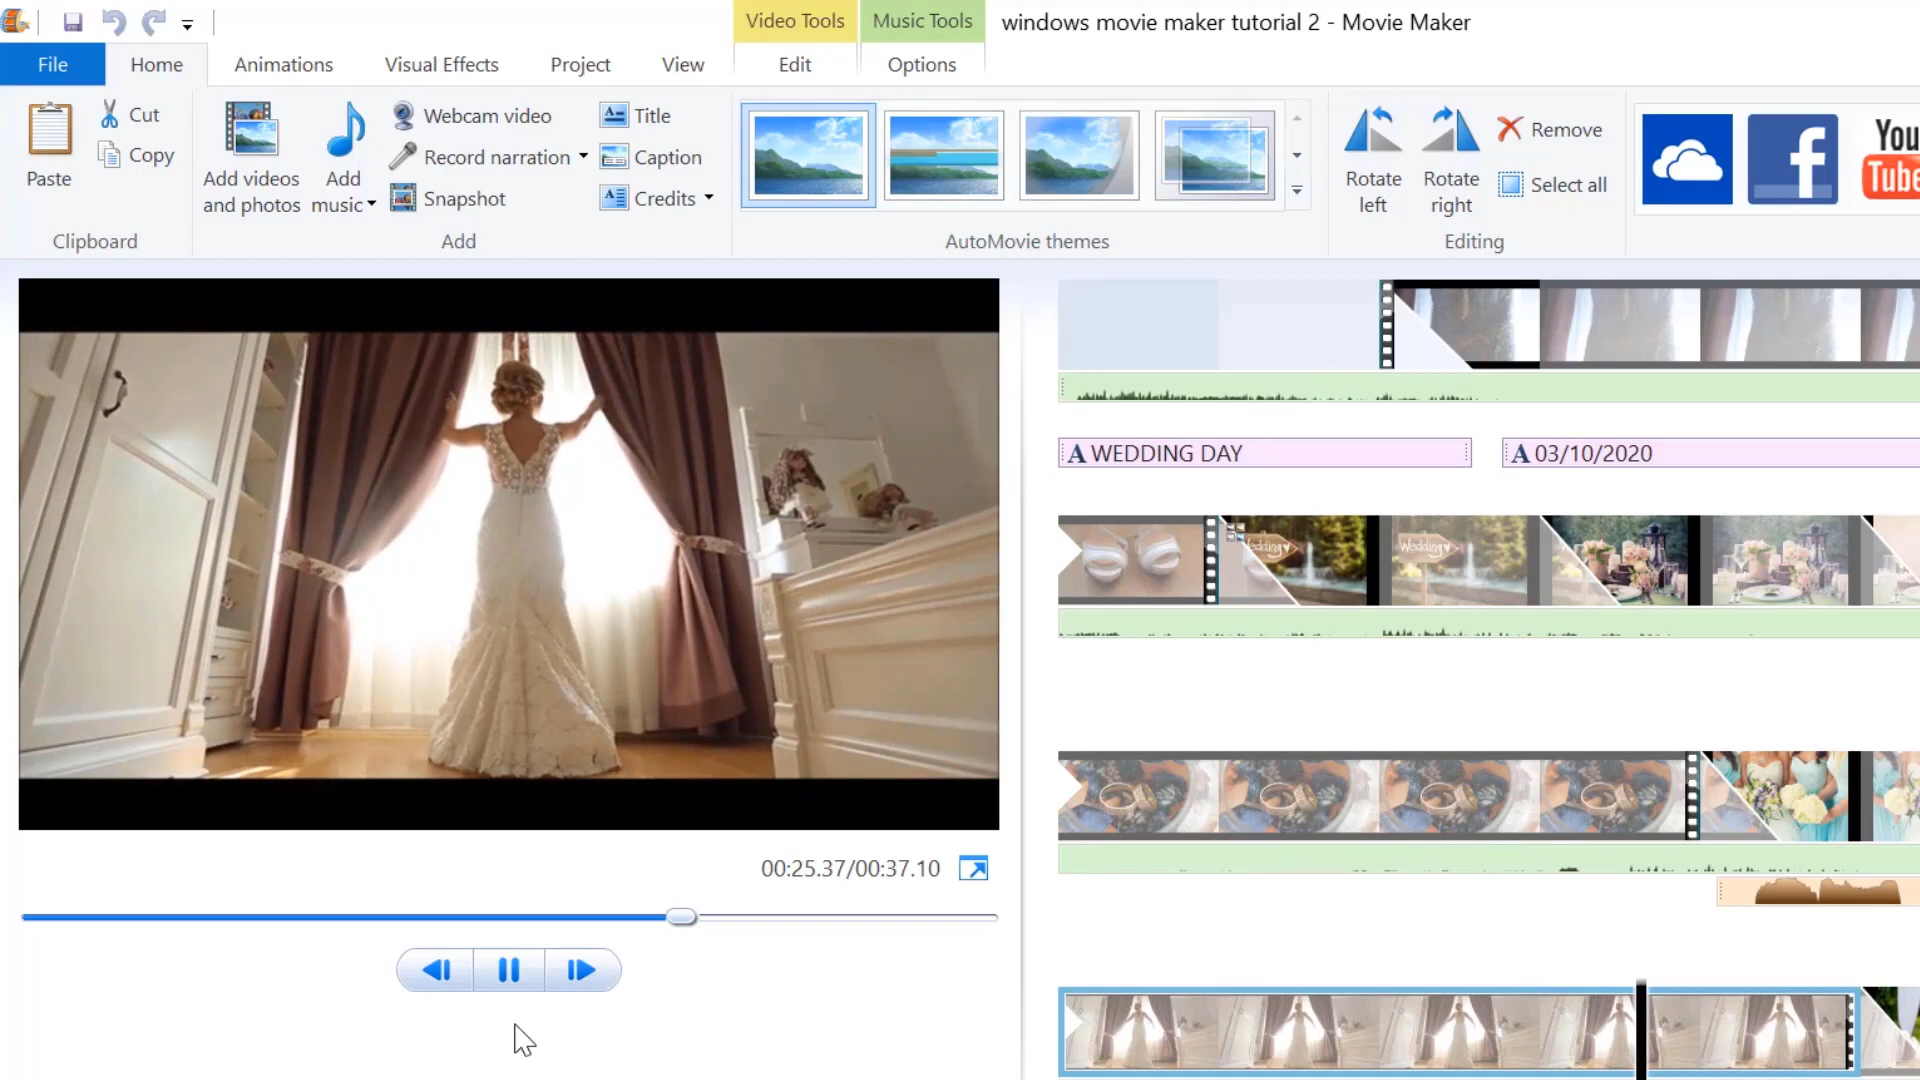 Video Tools
Music Tools
windows movie maker tutorial 2 - Movie Maker
File
Home
Animations
Visual Effects
Project
View
Edit
Options
Paste
Cut
Copy
Clipboard
Add videos
and photos
Add
music
Webcam video
Record narration
Snapshot
Title
Caption
Credits
Add
AutoMovie themes
Rotate
left
Rotate
right
Remove
Select all
Editing
f
You
Tube
A WEDDING DAY
A 03/10/2020
Wedding
Wedding
00:25.37/00:37.10